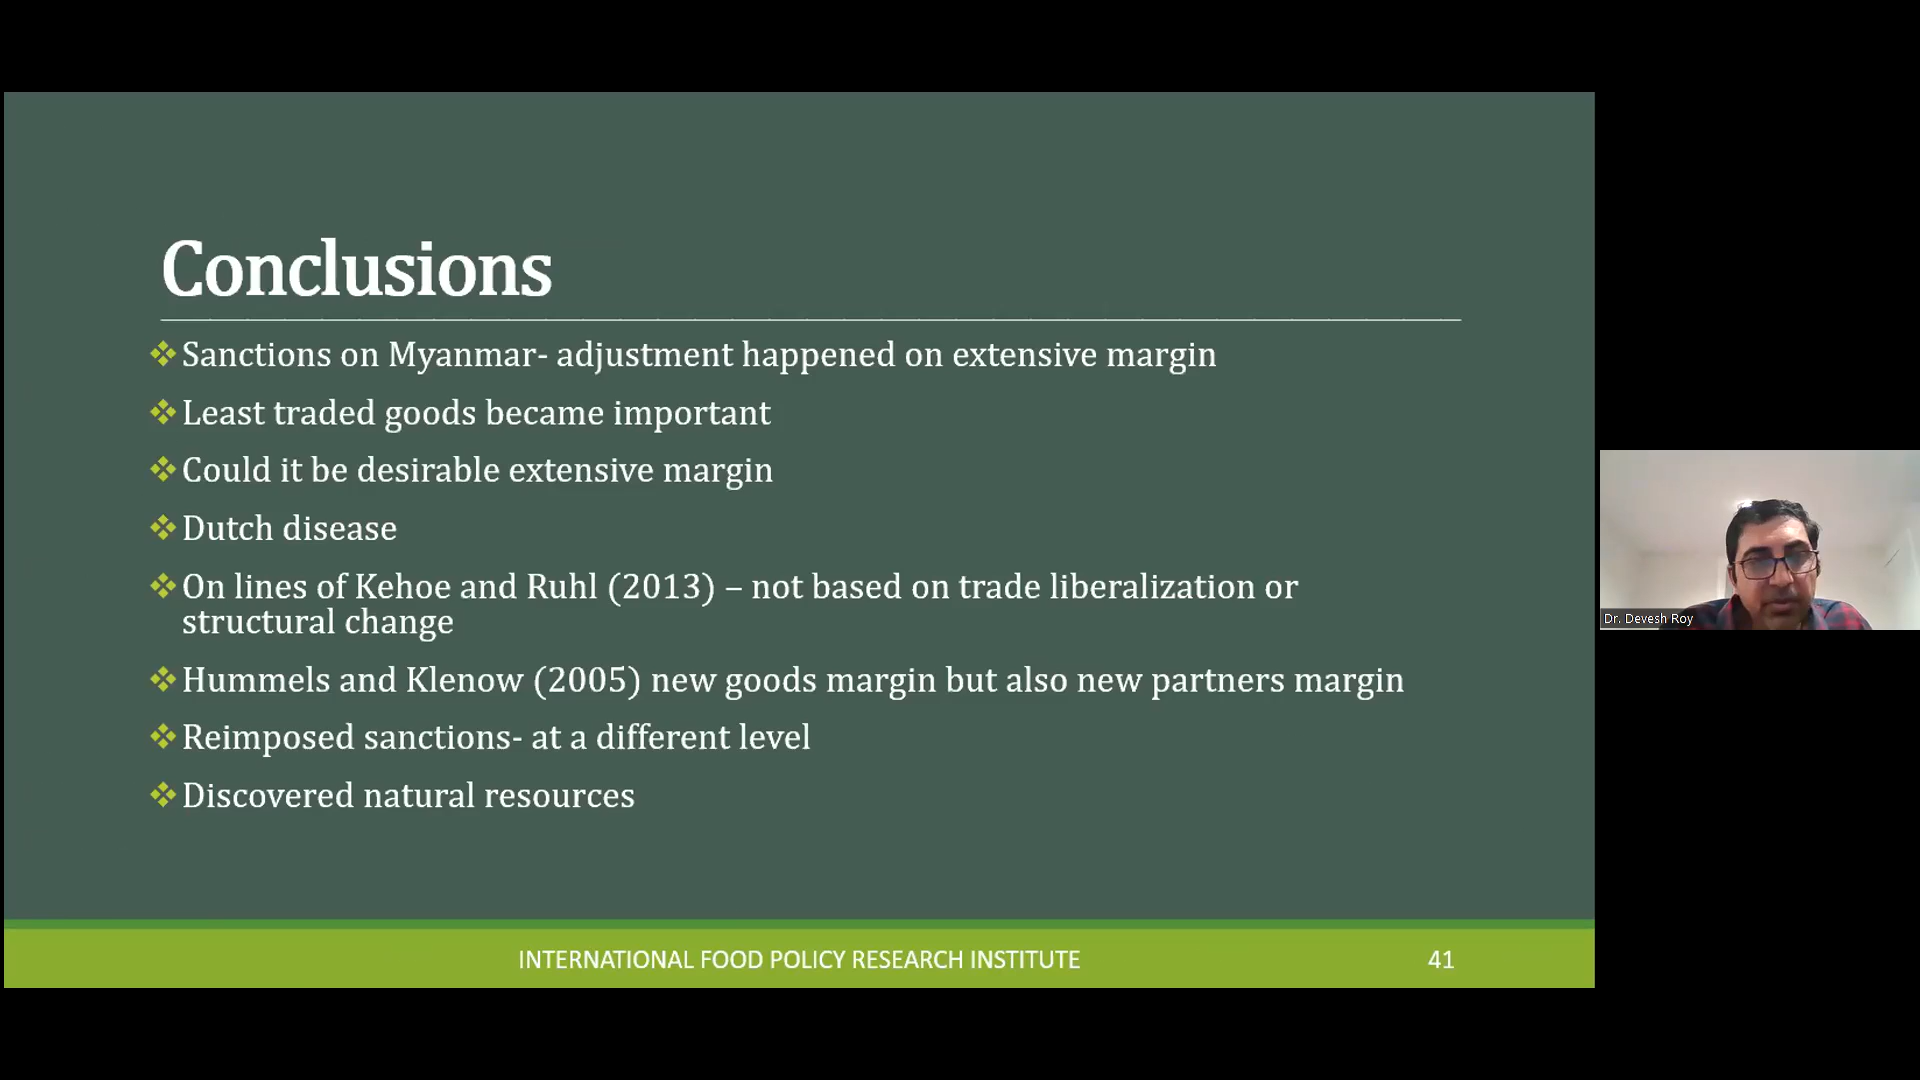 Conclusions
Sanctions on Myanmar- adjustment happened on extensive margin
Least traded goods became important
Could it be desirable extensive margin
Dutch disease
On lines of Kehoe and Ruhl (2013) – not based on trade liberalization or
structural change
Hummels and Klenow (2005) new goods margin but also new partners margin
Reimposed sanctions- at a different level
Discovered natural resources
INTERNATIONAL FOOD POLICY RESEARCH INSTITUTE
41
Dr. Devesh Roy